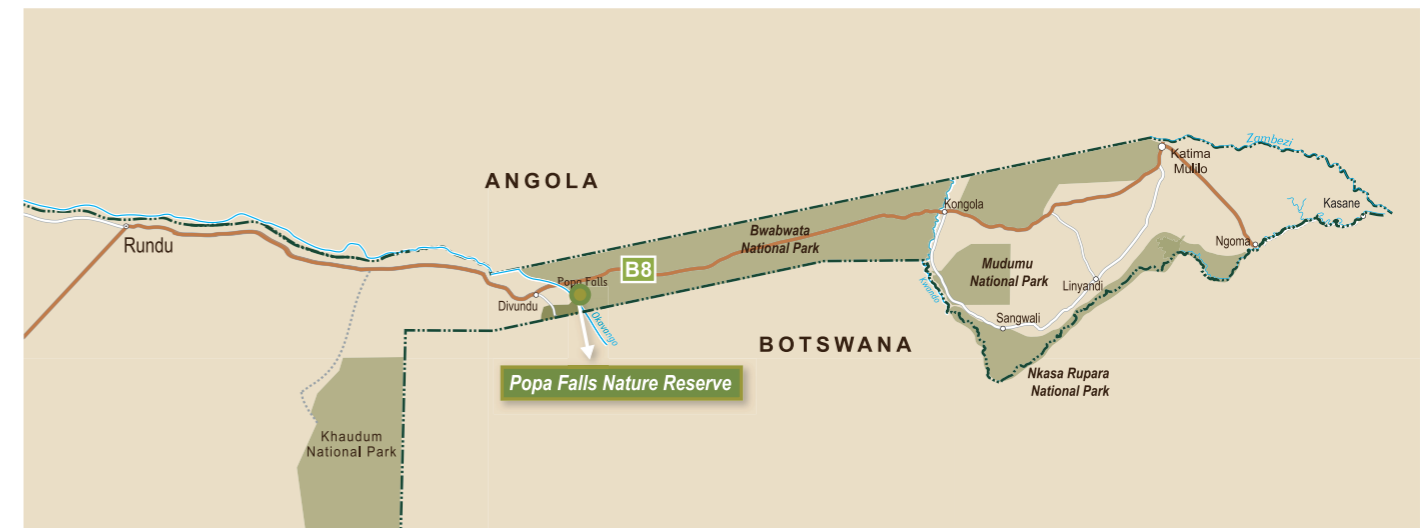 Zambezi
Katima
Mulilo
ANGOLA
Kasane
Kongola
Rundu
Bwabwata
National Park
Ngoma
B8
Mudumu
National Park
Popa Falls
Linyandi
Kwando
Divundu
Okavango
Sangwali
BOTSWANA
Nkasa Rupara
National Park
Popa Falls Nature Reserve
Khaudum
National Park